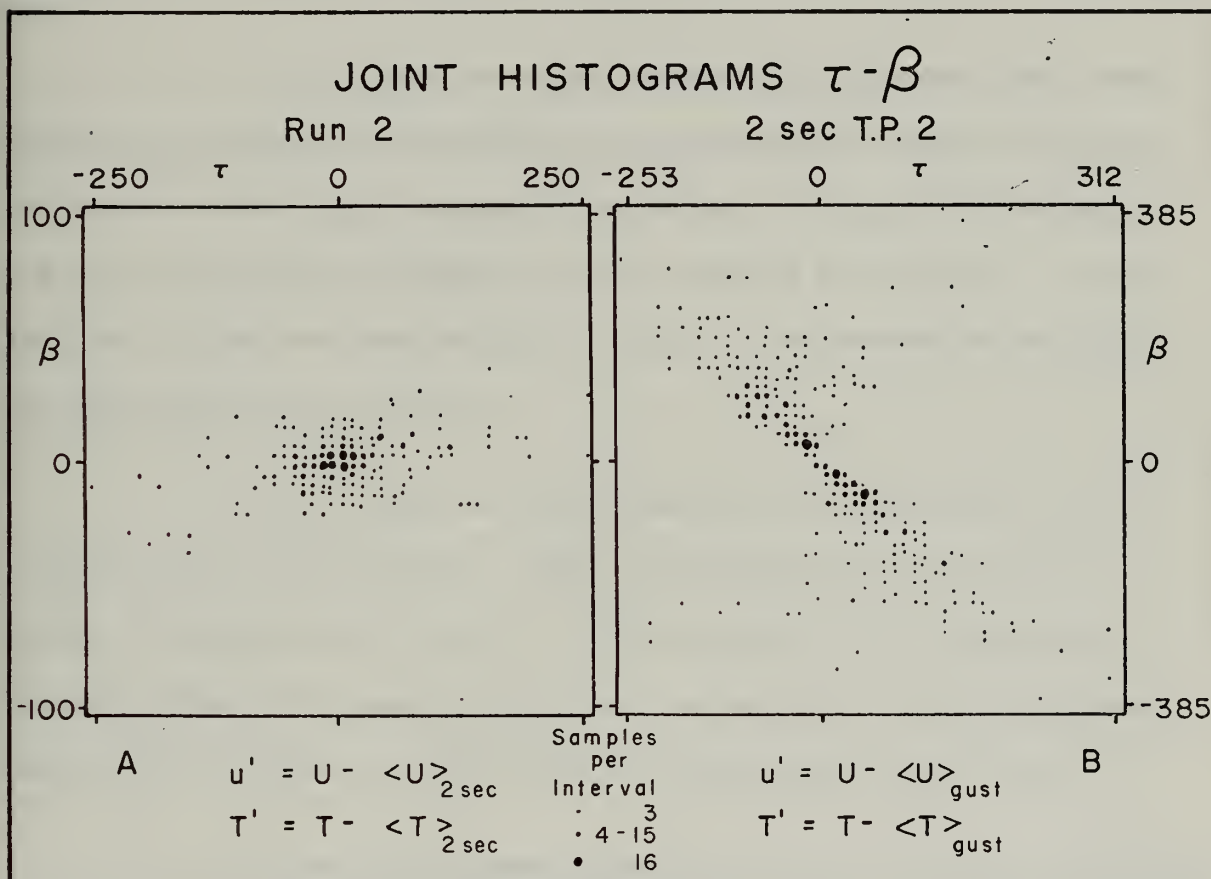 JOINT HISTOGRAMS τ-β
Run 2
2 sec T.P. 2
-250 τ 0 250
-253 0 τ 312
100
β
0
-100
385
β
0
-385
A
u' = U - <U>2 sec
T' = T - <T>2 sec
Samples
per
Interval
· 3
• 4-15
● 16
u' = U - <U>gust
T' = T - <T>gust
B